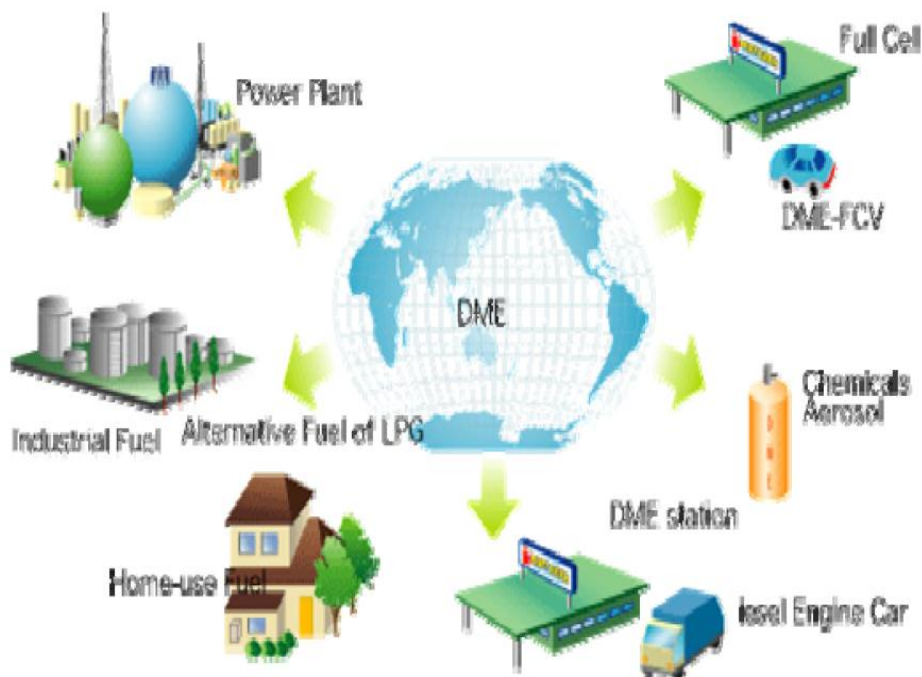 Power Plant
Full Cell
DME-FCV
DME
Industrial Fuel
Alternative Fuel of LPG
Chemicals
Aerosol
DME station
Home-use Fuel
iesel Engine Car